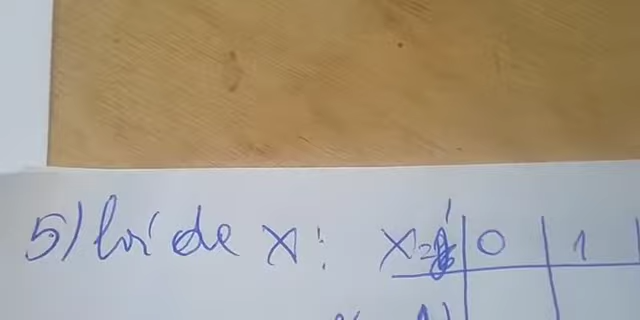 5) loi de X : X=i | 0 | 1 |